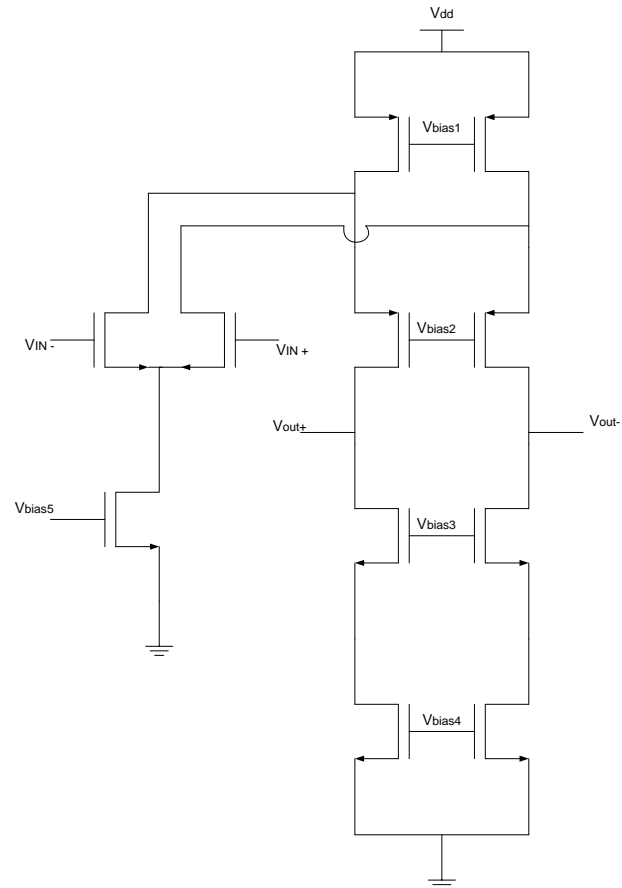 Vdd
Vbias1
VIN -
VIN +
Vbias2
Vout+
Vout-
Vbias5
Vbias3
Vbias4